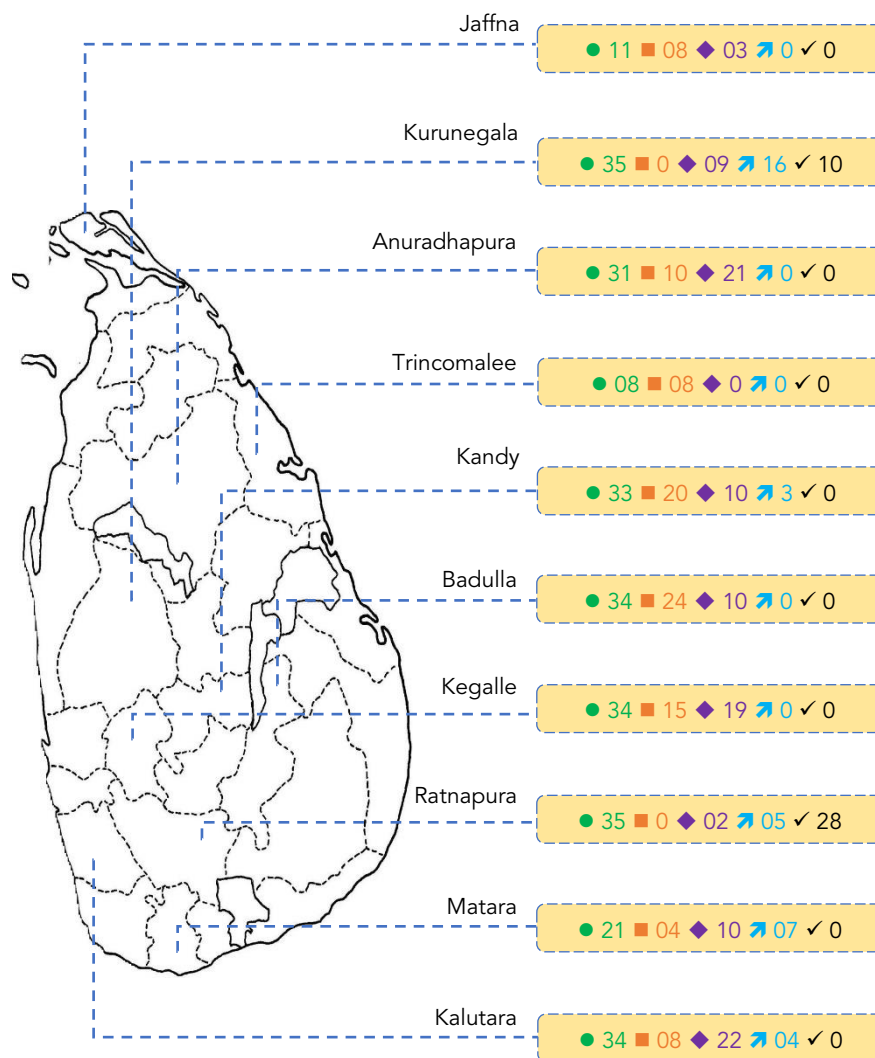 Jaffna
● 11 ■ 08 ◆ 03 ↗ 0 ✓ 0
Kurunegala
● 35 ■ 0 ◆ 09 ↗ 16 ✓ 10
Anuradhapura
● 31 ■ 10 ◆ 21 ↗ 0 ✓ 0
Trincomalee
● 08 ■ 08 ◆ 0 ↗ 0 ✓ 0
Kandy
● 33 ■ 20 ◆ 10 ↗ 3 ✓ 0
Badulla
● 34 ■ 24 ◆ 10 ↗ 0 ✓ 0
Kegalle
● 34 ■ 15 ◆ 19 ↗ 0 ✓ 0
Ratnapura
● 35 ■ 0 ◆ 02 ↗ 05 ✓ 28
Matara
● 21 ■ 04 ◆ 10 ↗ 07 ✓ 0
Kalutara
● 34 ■ 08 ◆ 22 ↗ 04 ✓ 0